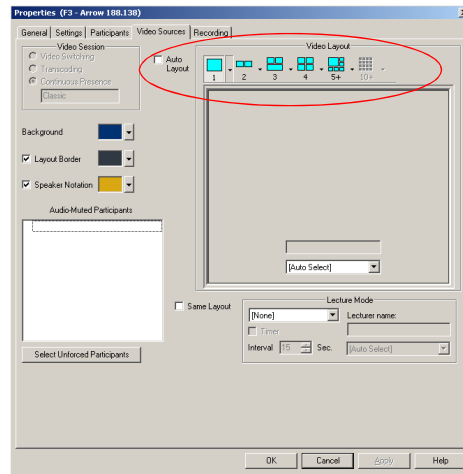 Properties (F3 - Arrow 188.138)
General Settings Participants Video Sources Recording
Video Session
Video Switching
Transcoding
Continuous Presence
Classic
Auto
Layout
Video Layout
1 2 3 4 5+ 10+
Background
Layout Border
Speaker Notation
Audio-Muted Participants
[Auto Select]
Same Layout
Lecture Mode
[None]
Lecturer name:
Timer
Interval 15 Sec.
[Auto Select]
Select Unforced Participants
OK Cancel Apply Help